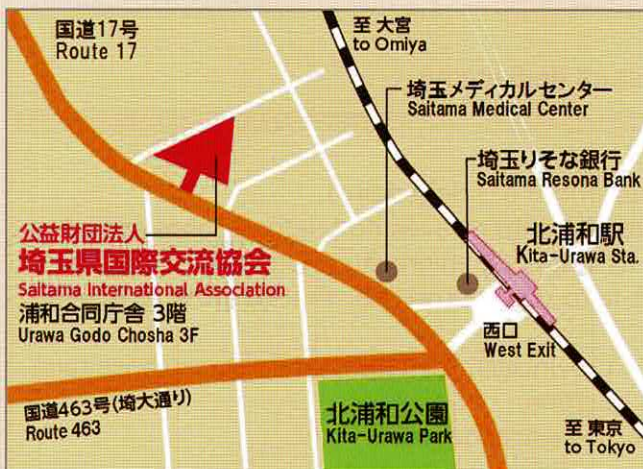 国道17号
Route 17
至 大宮
to Omiya
埼玉メディカルセンター
Saitama Medical Center
埼玉りそな銀行
Saitama Resona Bank
北浦和駅
Kita-Urawa Sta.
公益財団法人
埼玉県国際交流協会
Saitama International Association
浦和合同庁舎 3階
Urawa Godo Chosha 3F
西口
West Exit
国道463号(埼大通り)
Route 463
北浦和公園
Kita-Urawa Park
至 東京
to Tokyo